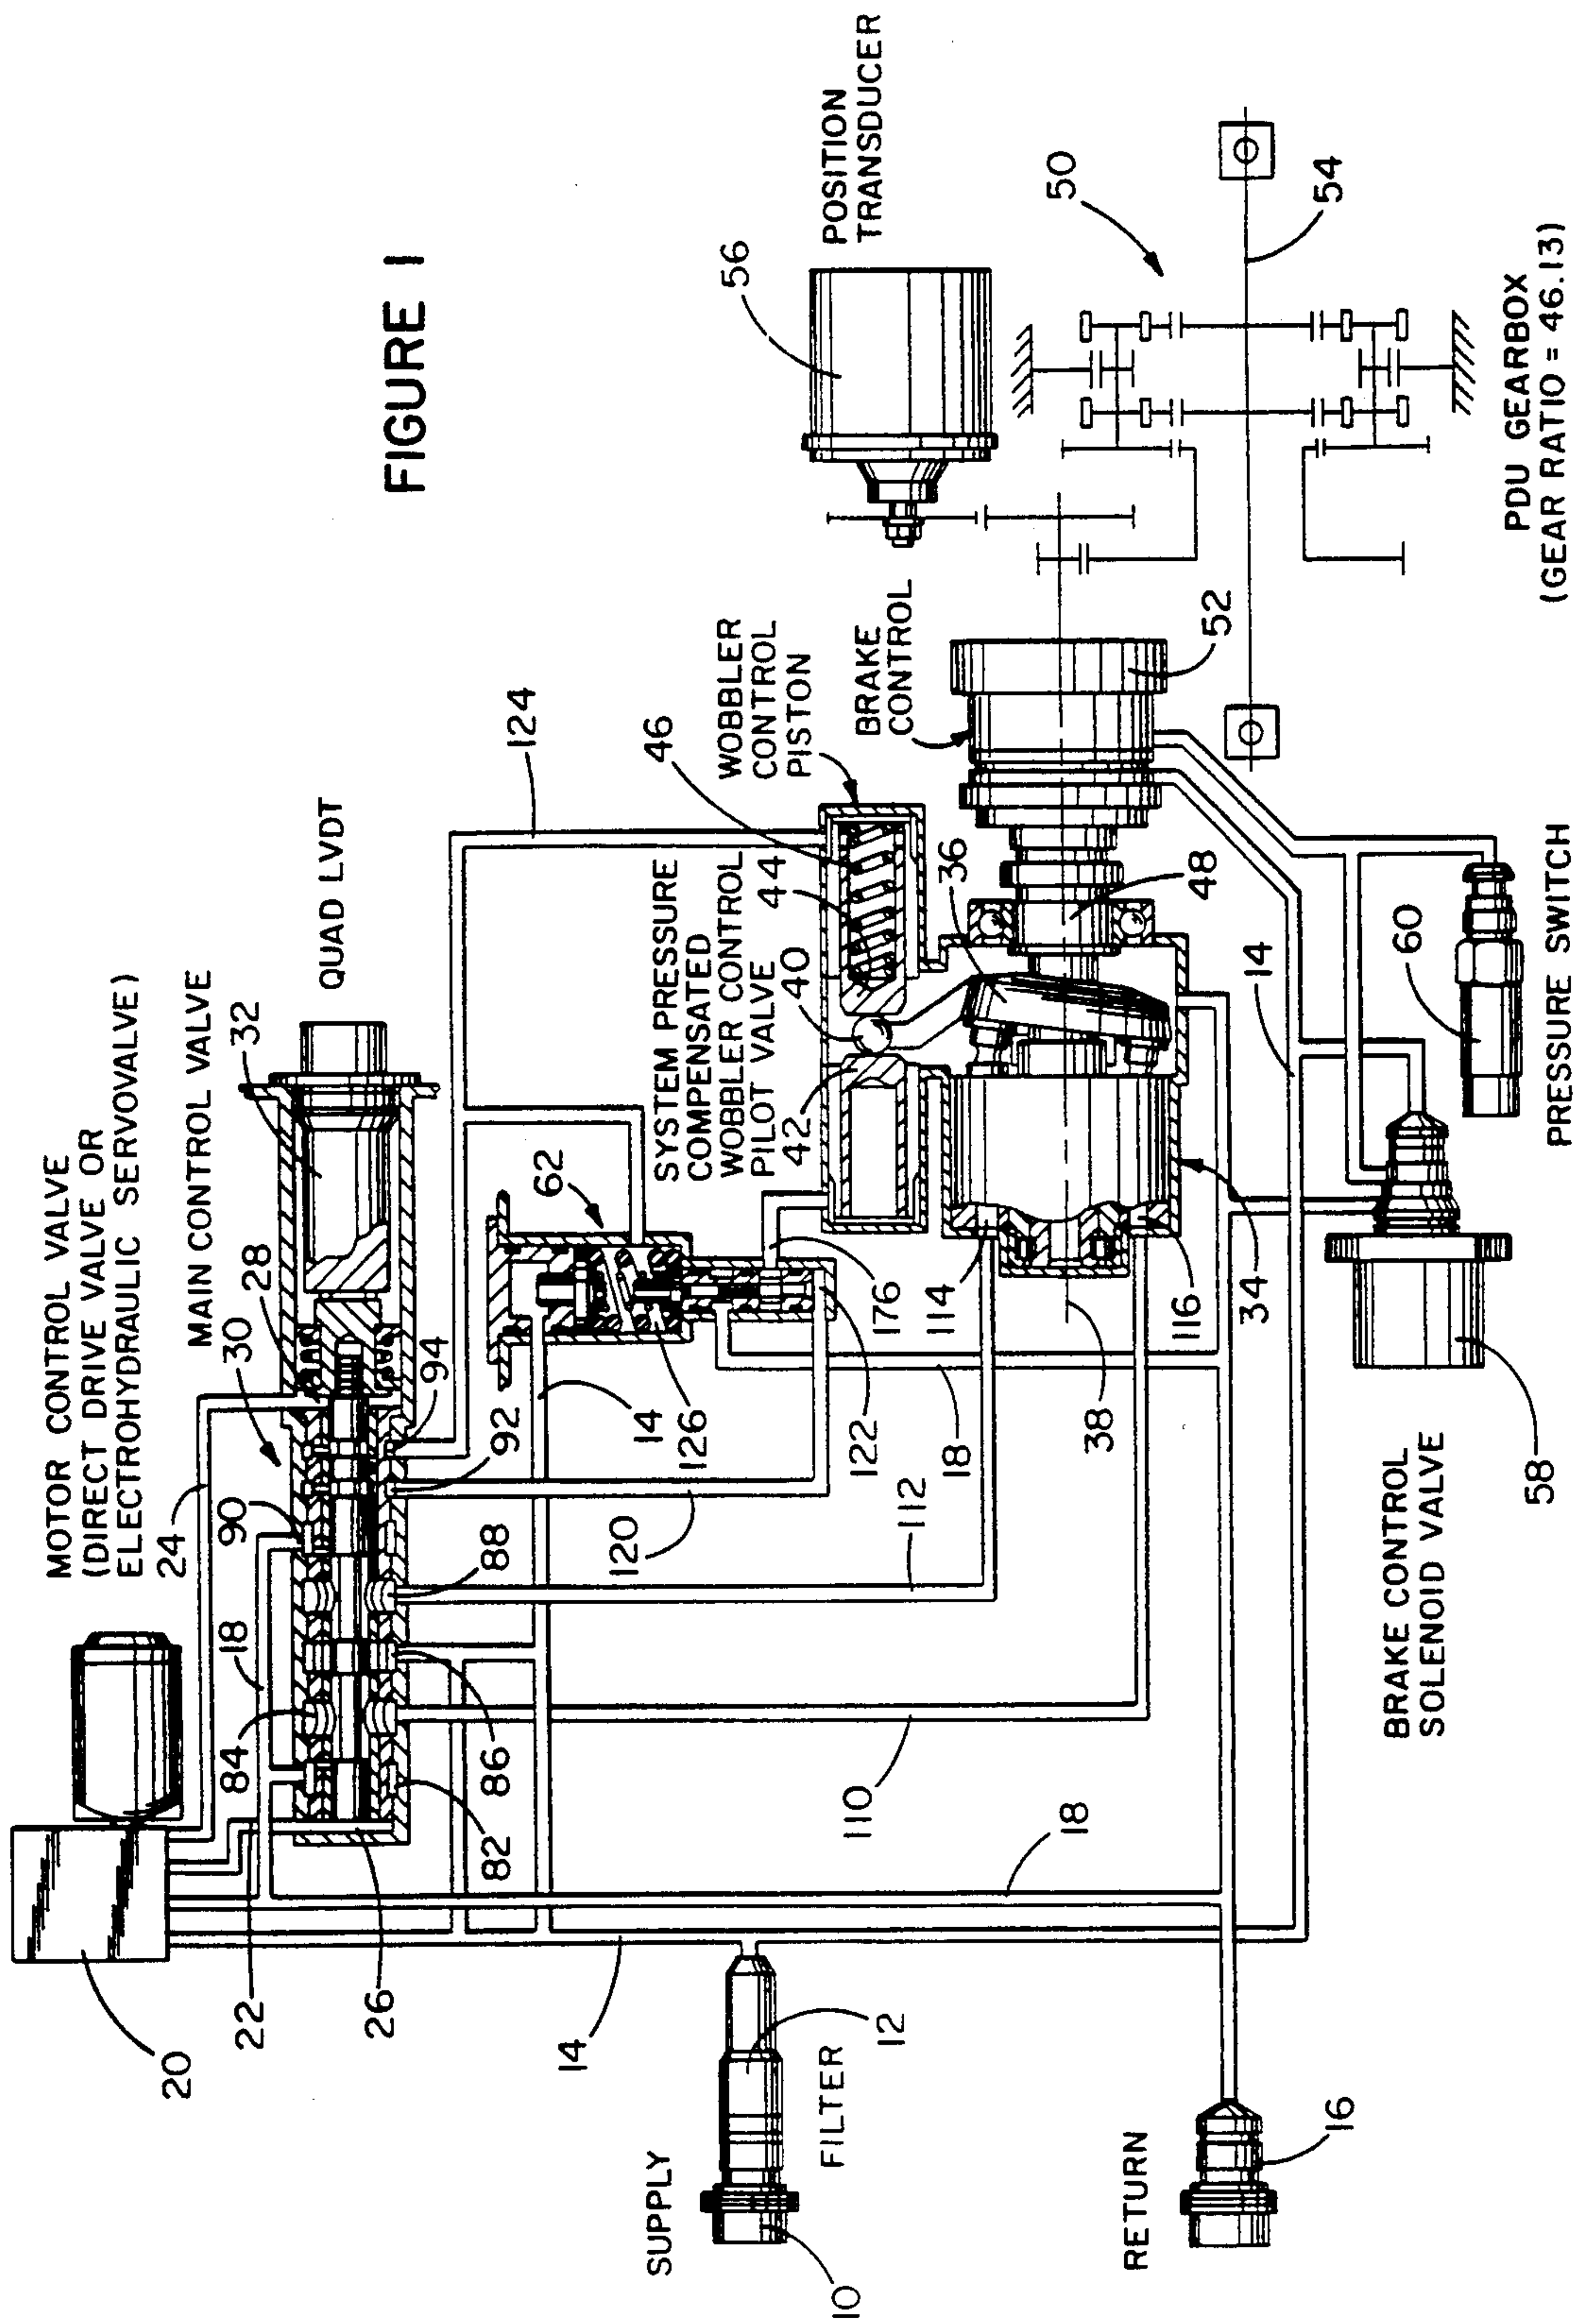 FIGURE 1
MOTOR CONTROL VALVE
(DIRECT DRIVE VALVE OR
ELECTROHYDRAULIC SERVOVALVE)
MAIN CONTROL VALVE
QUAD LVDT
20
22
26
24
18
84
90
30
28
32
82
86
88
92
94
124
14
126
62
120
122
18
176
SYSTEM PRESSURE
COMPENSATED
WOBBLER CONTROL
PILOT VALVE
42
40
44
46
WOBBLER
CONTROL
PISTON
BRAKE
CONTROL
52
56
POSITION
TRANSDUCER
50
54
PDU GEARBOX
(GEAR RATIO = 46.13)
110
112
114
116
38
34
36
48
14
18
14
SUPPLY
10
FILTER
12
RETURN
16
BRAKE CONTROL
SOLENOID VALVE
58
60
PRESSURE SWITCH